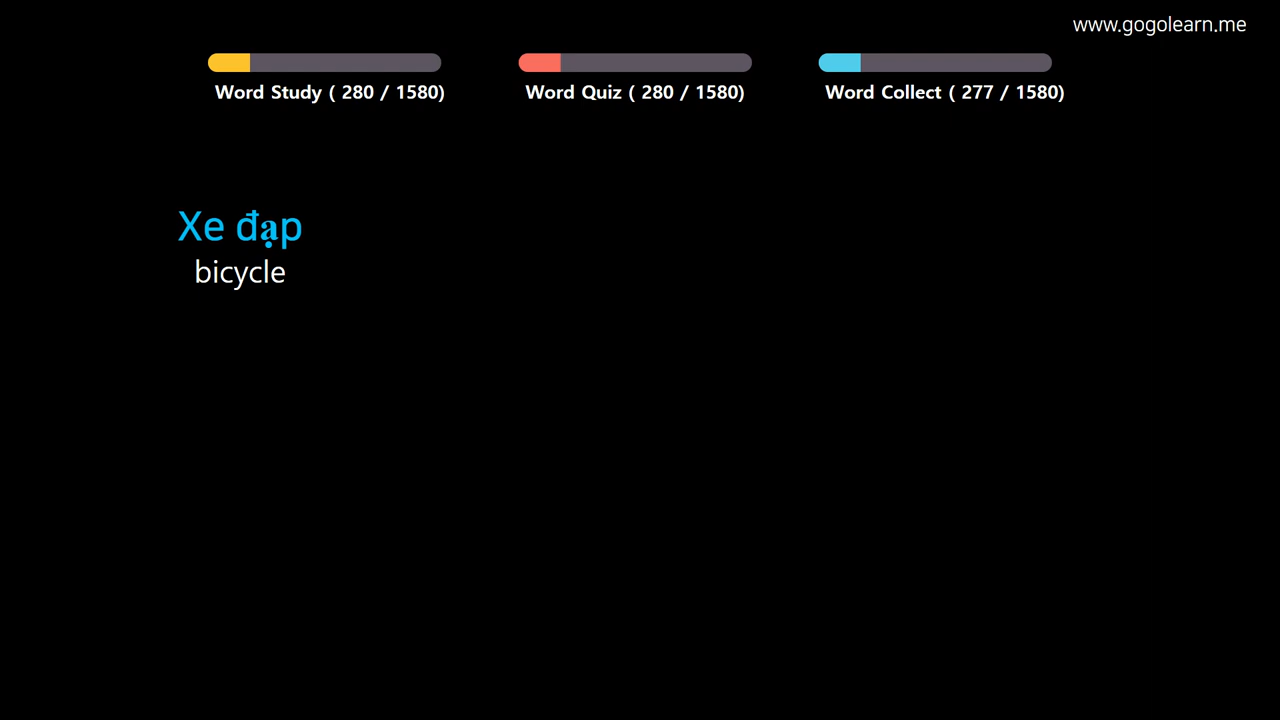 www.gogolearn.me
Word Study ( 280 / 1580)
Word Quiz ( 280 / 1580)
Word Collect ( 277 / 1580)
Xe đạp
bicycle